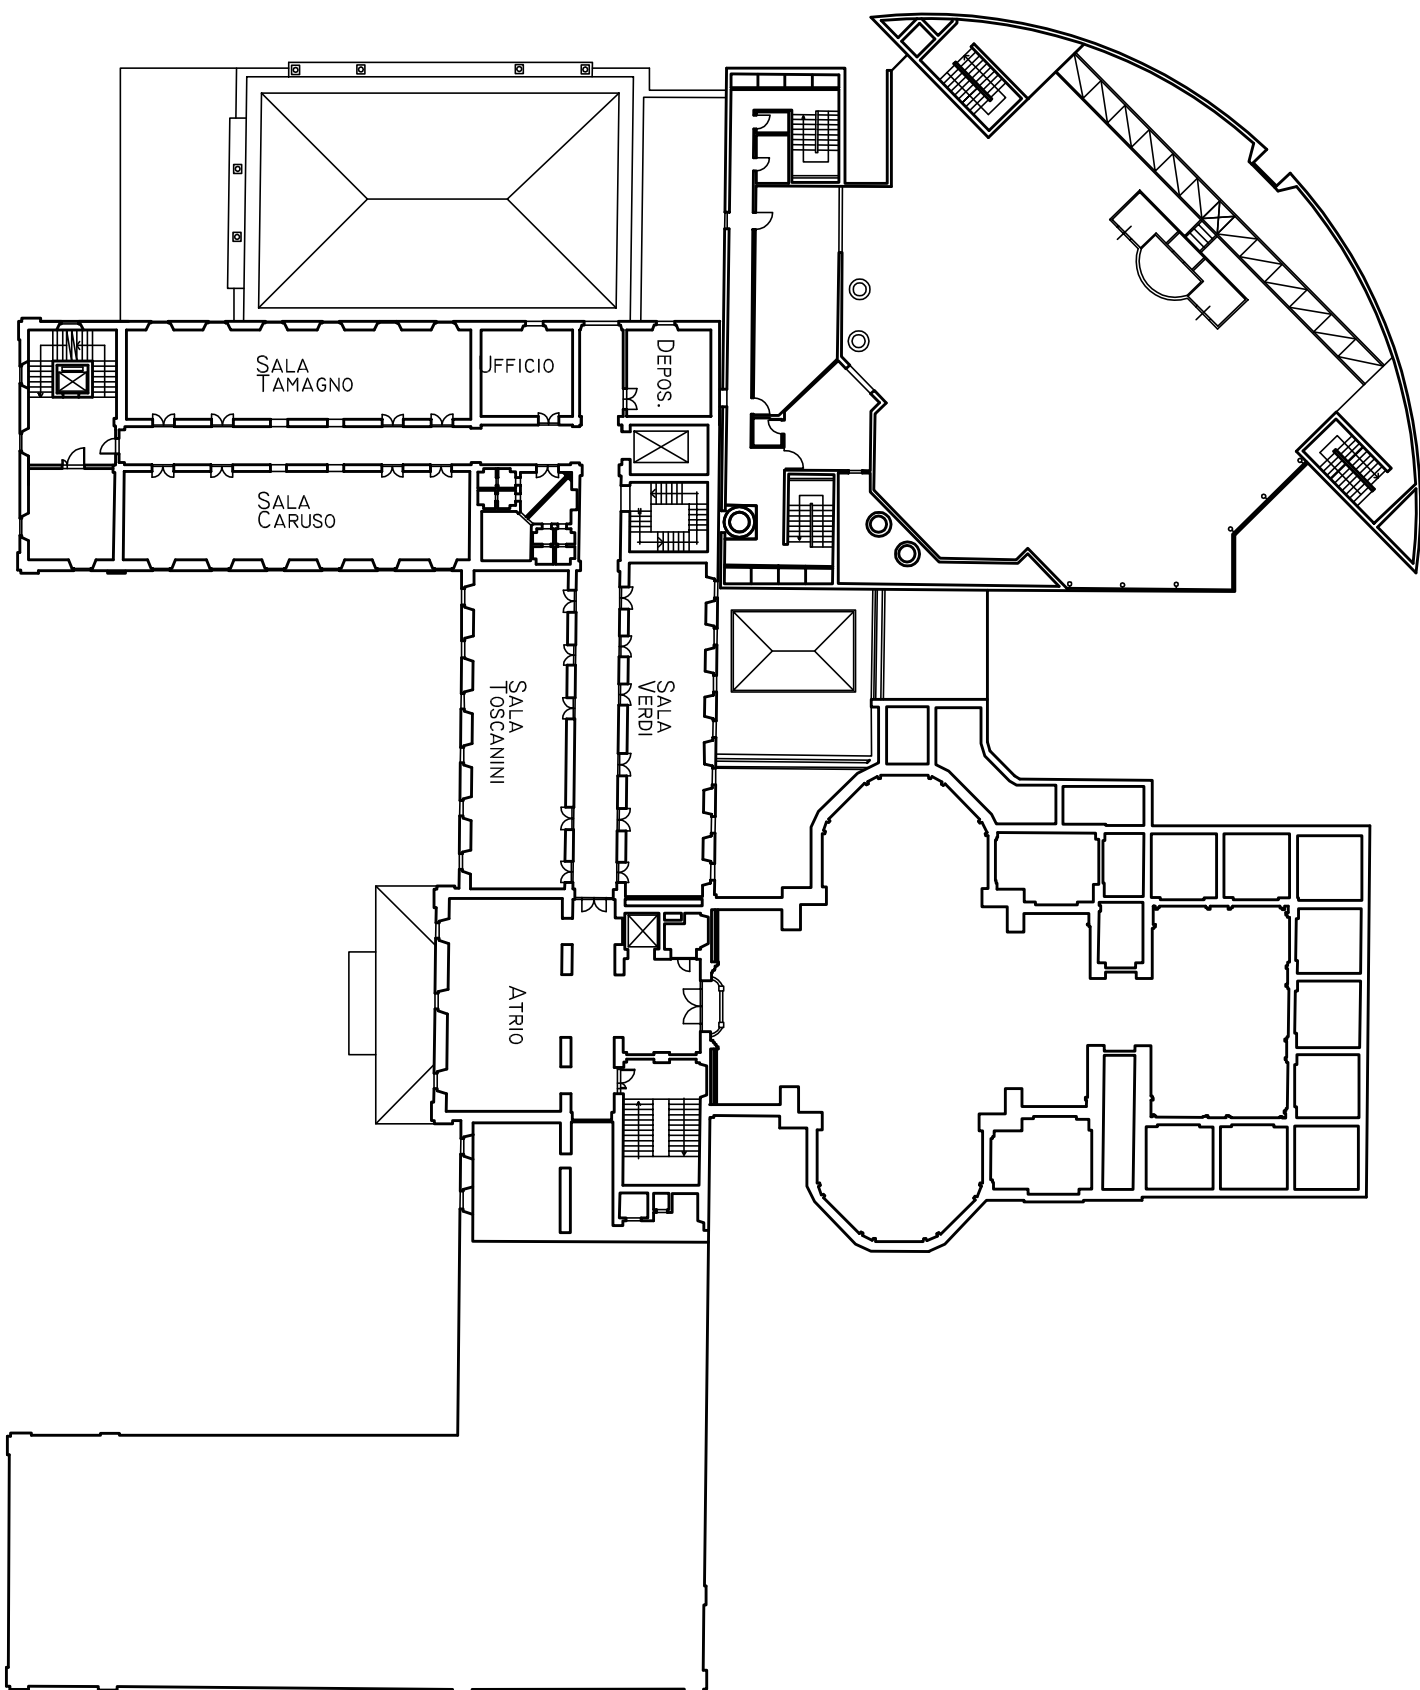 SALA
TAMAGNO
UFFICIO
DEPOS.
SALA
CARUSO
SALA
TOSCANINI
SALA
VERDI
ATRIO